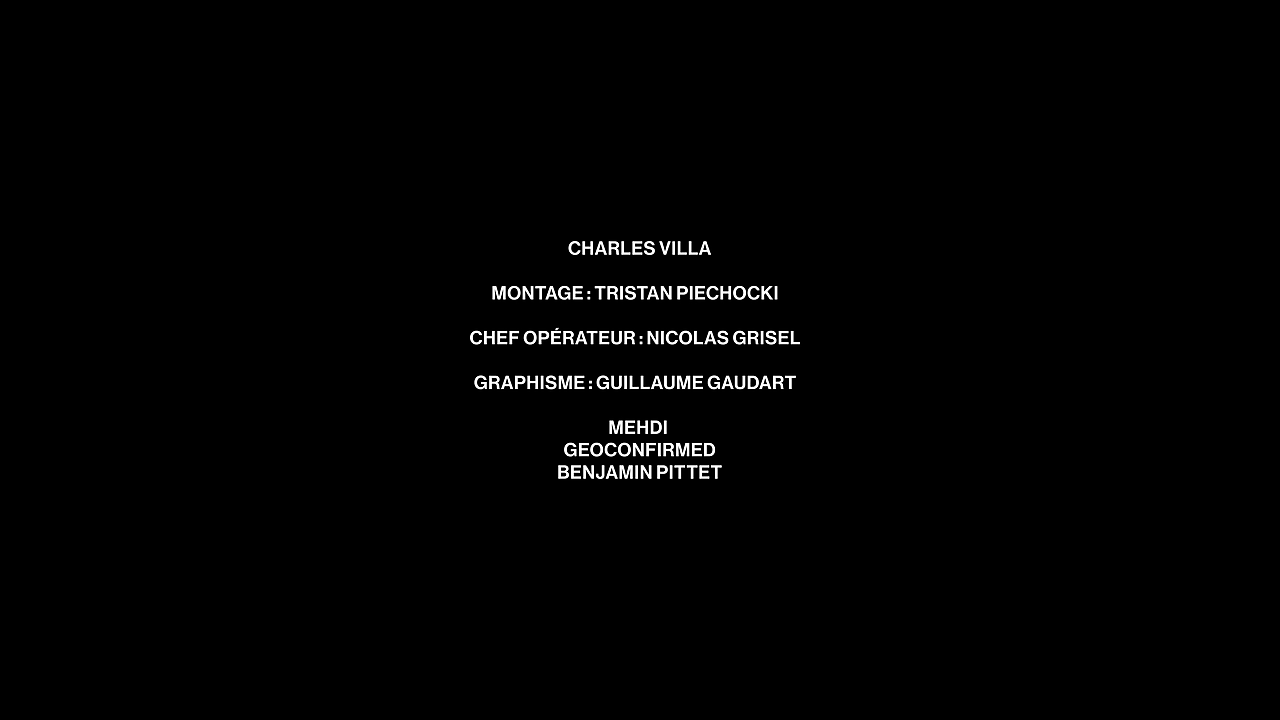 CHARLES VILLA
MONTAGE : TRISTAN PIECHOCKI
CHEF OPÉRATEUR : NICOLAS GRISEL
GRAPHISME : GUILLAUME GAUDART
MEHDI
GEOCONFIRMED
BENJAMIN PITTET